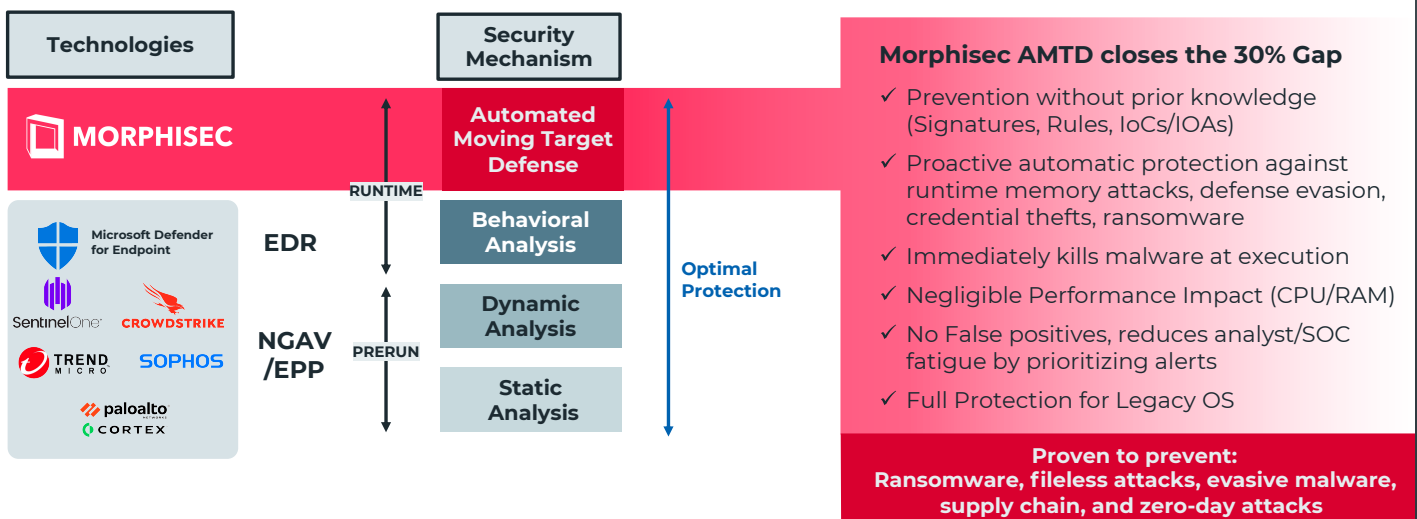 Technologies
Security
Mechanism
MORPHISEC
Automated
Moving Target
Defense
RUNTIME
Microsoft Defender
for Endpoint
SentinelOne
CROWDSTRIKE
TREND
MICRO
SOPHOS
paloalto
NETWORKS
CORTEX
EDR
NGAV
/EPP
PRERUN
Behavioral
Analysis
Dynamic
Analysis
Static
Analysis
Optimal
Protection
Morphisec AMTD closes the 30% Gap
✓ Prevention without prior knowledge
(Signatures, Rules, IoCs/IOAs)
✓ Proactive automatic protection against
runtime memory attacks, defense evasion,
credential thefts, ransomware
✓ Immediately kills malware at execution
✓ Negligible Performance Impact (CPU/RAM)
✓ No False positives, reduces analyst/SOC
fatigue by prioritizing alerts
✓ Full Protection for Legacy OS
Proven to prevent:
Ransomware, fileless attacks, evasive malware,
supply chain, and zero-day attacks